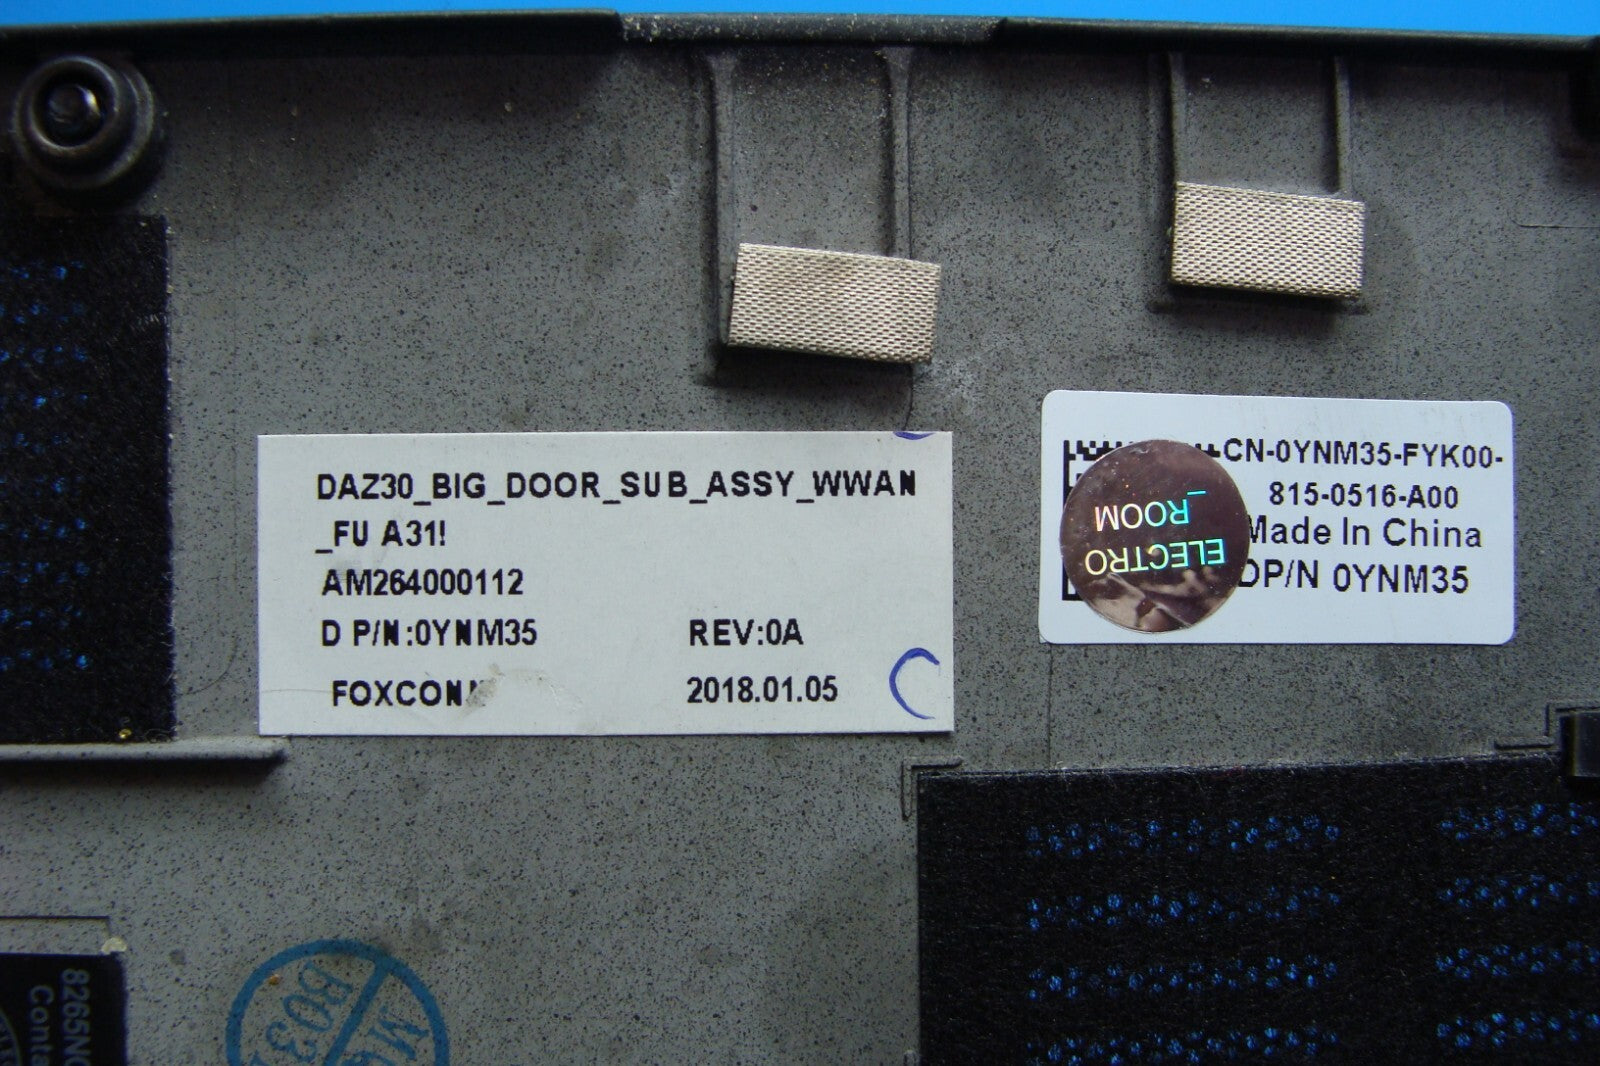 DAZ30_BIG_DOOR_SUB_ASSY_WWAN
_FU A31!
AM264000112
D P/N:0YNM35 REV:0A
FOXCONN 2018.01.05
CN-0YNM35-FYK00-
815-0516-A00
Made In China
DP/N 0YNM35
ELECTRO
_ROOM